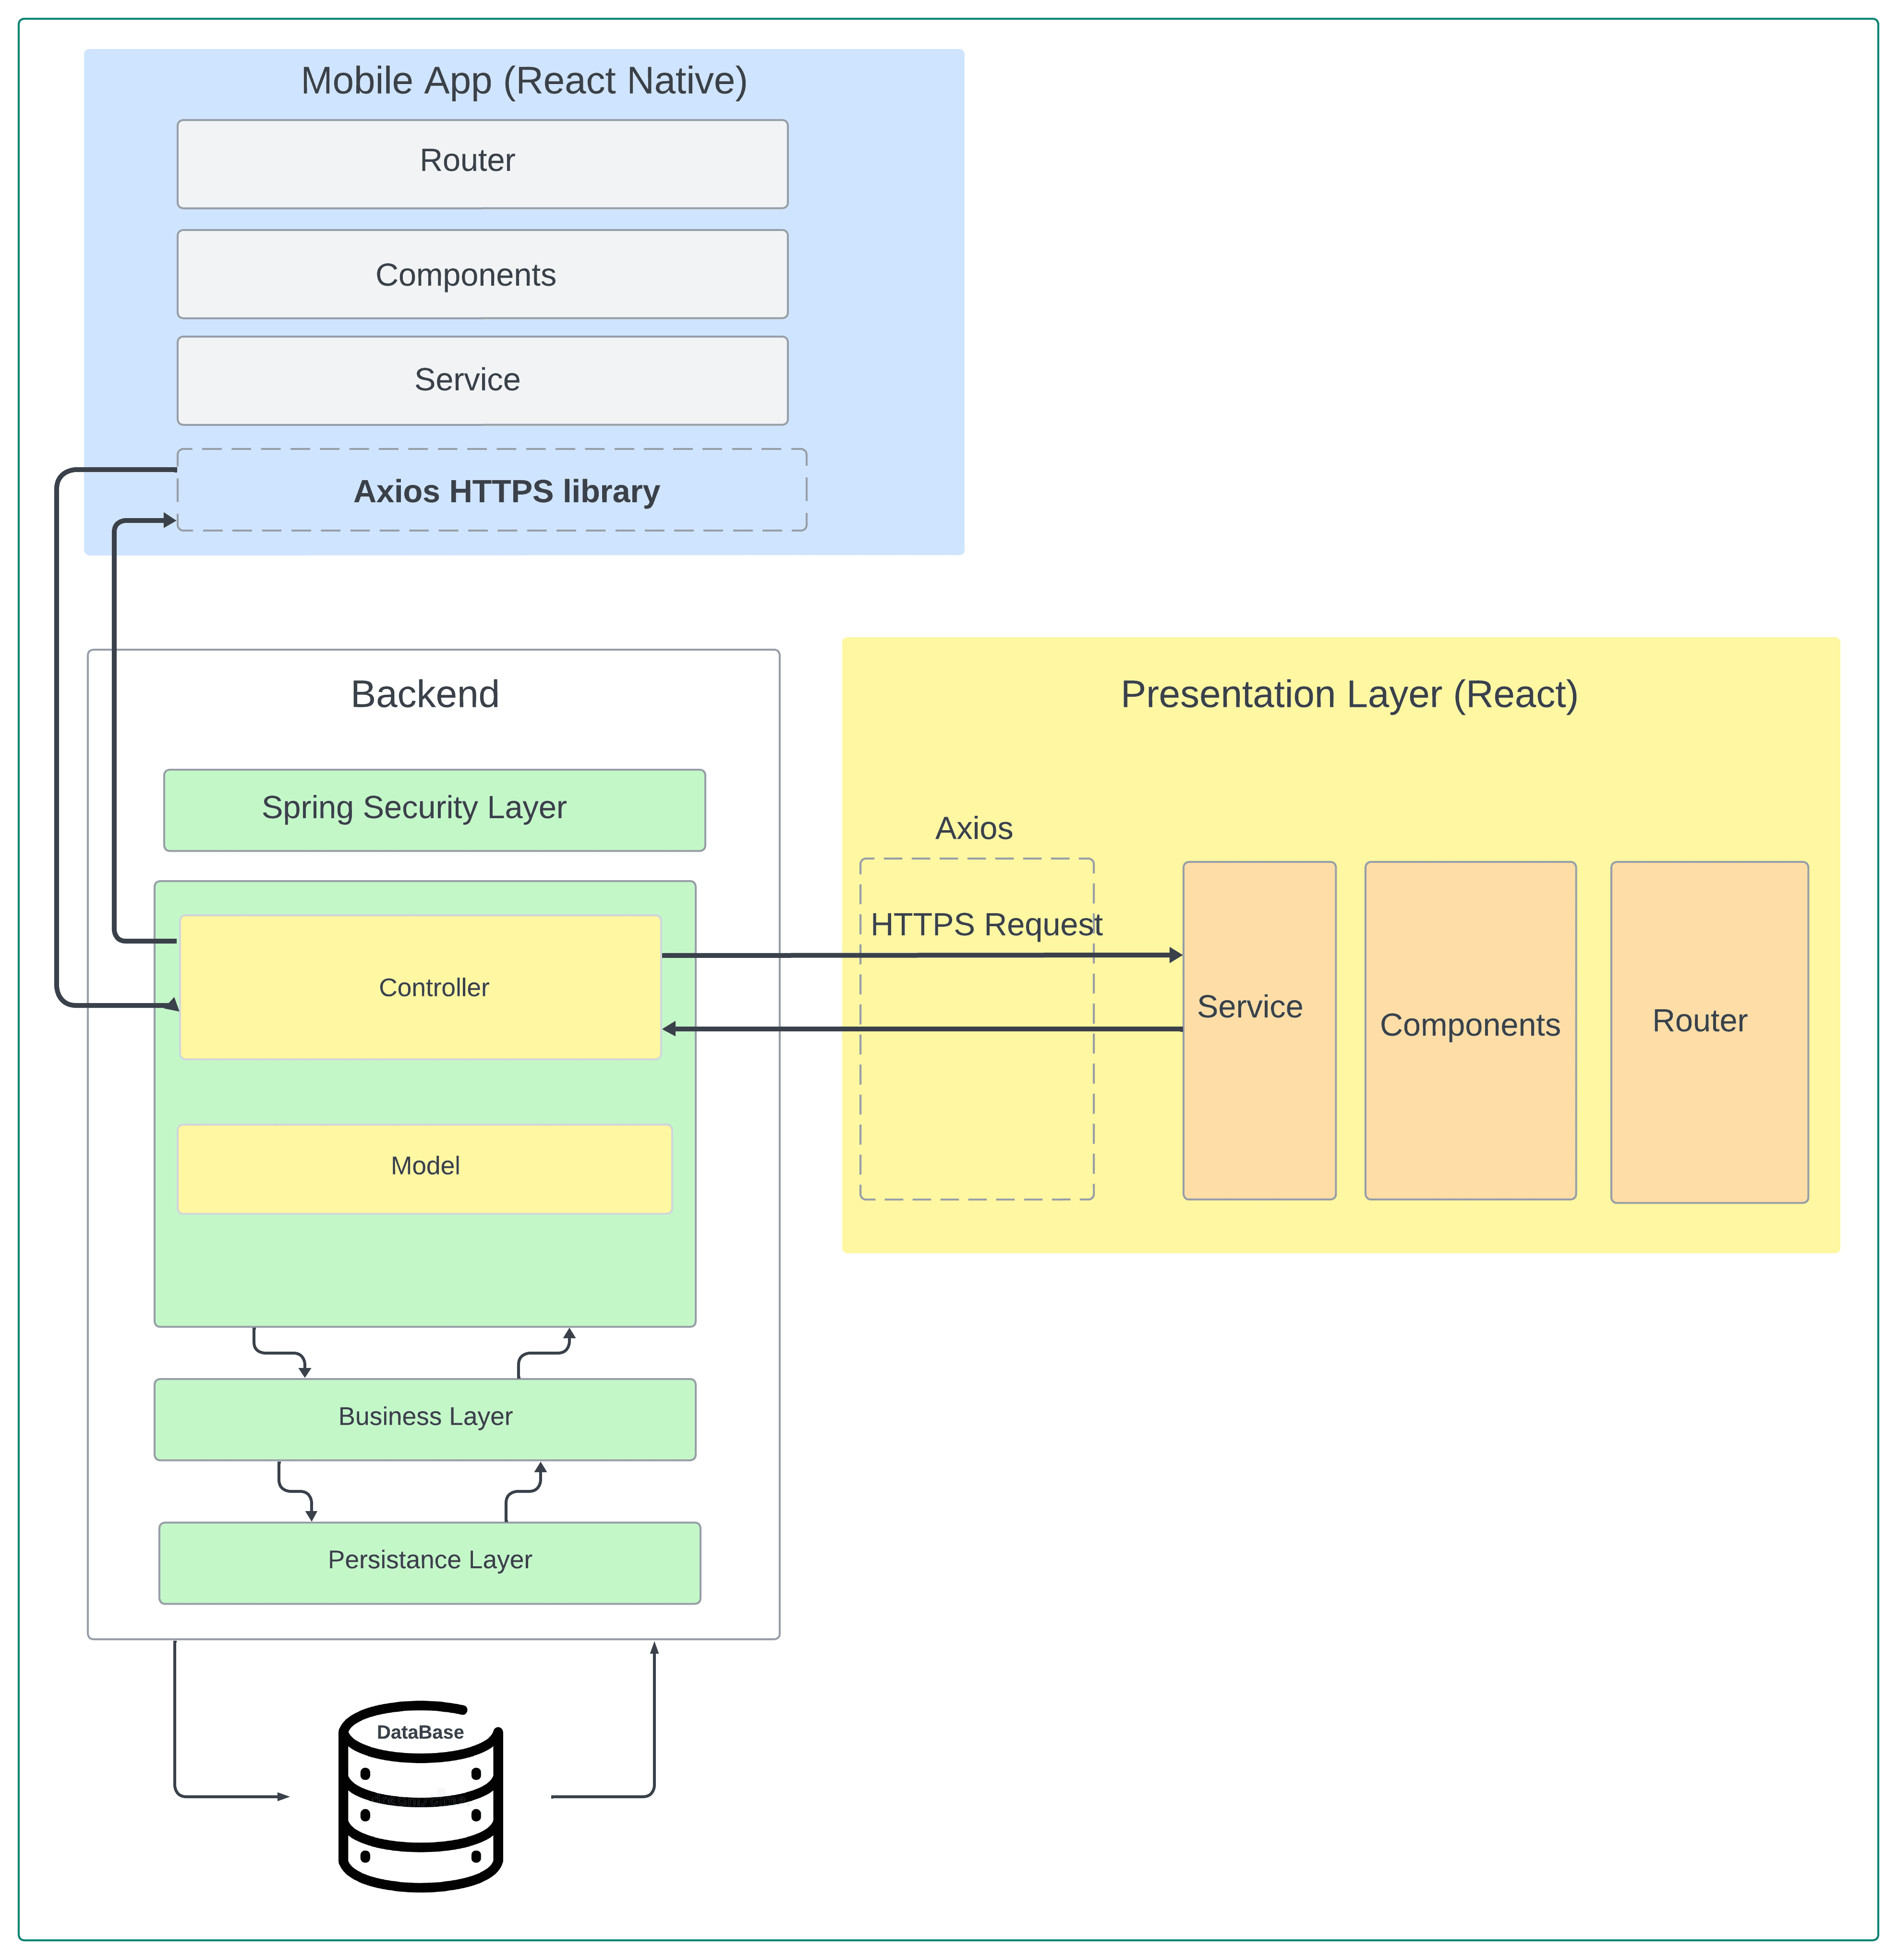 Mobile App (React Native)
Router
Components
Service
Axios HTTPS library
Backend
Spring Security Layer
Controller
Model
Business Layer
Persistance Layer
DataBase
Presentation Layer (React)
Axios
HTTPS Request
Service
Components
Router